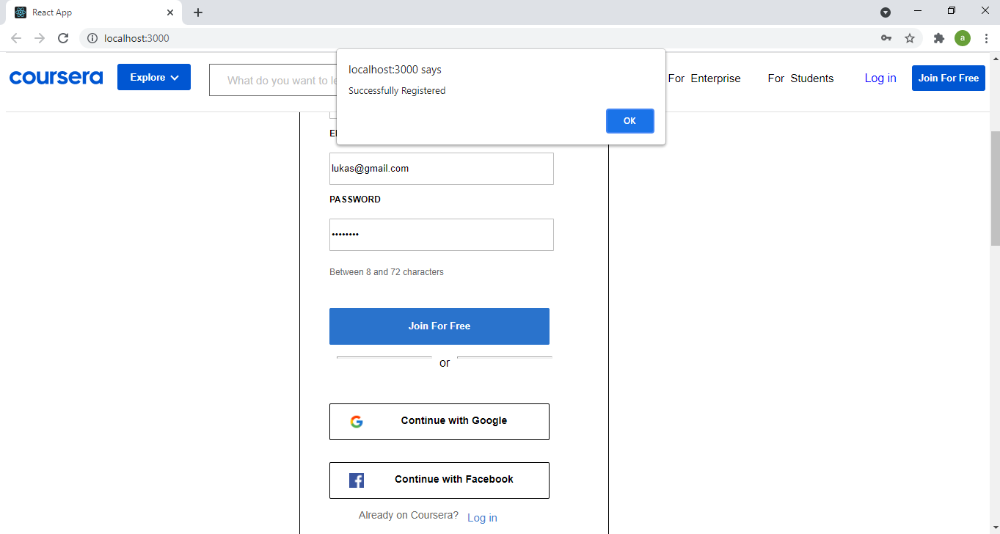 React App
localhost:3000
a
coursera
Explore
What do you want to le
For Enterprise
For Students
Log in
Join For Free
localhost:3000 says
Successfully Registered
OK
lukas@gmail.com
PASSWORD
••••••••
Between 8 and 72 characters
Join For Free
or
Continue with Google
Continue with Facebook
Already on Coursera? Log in